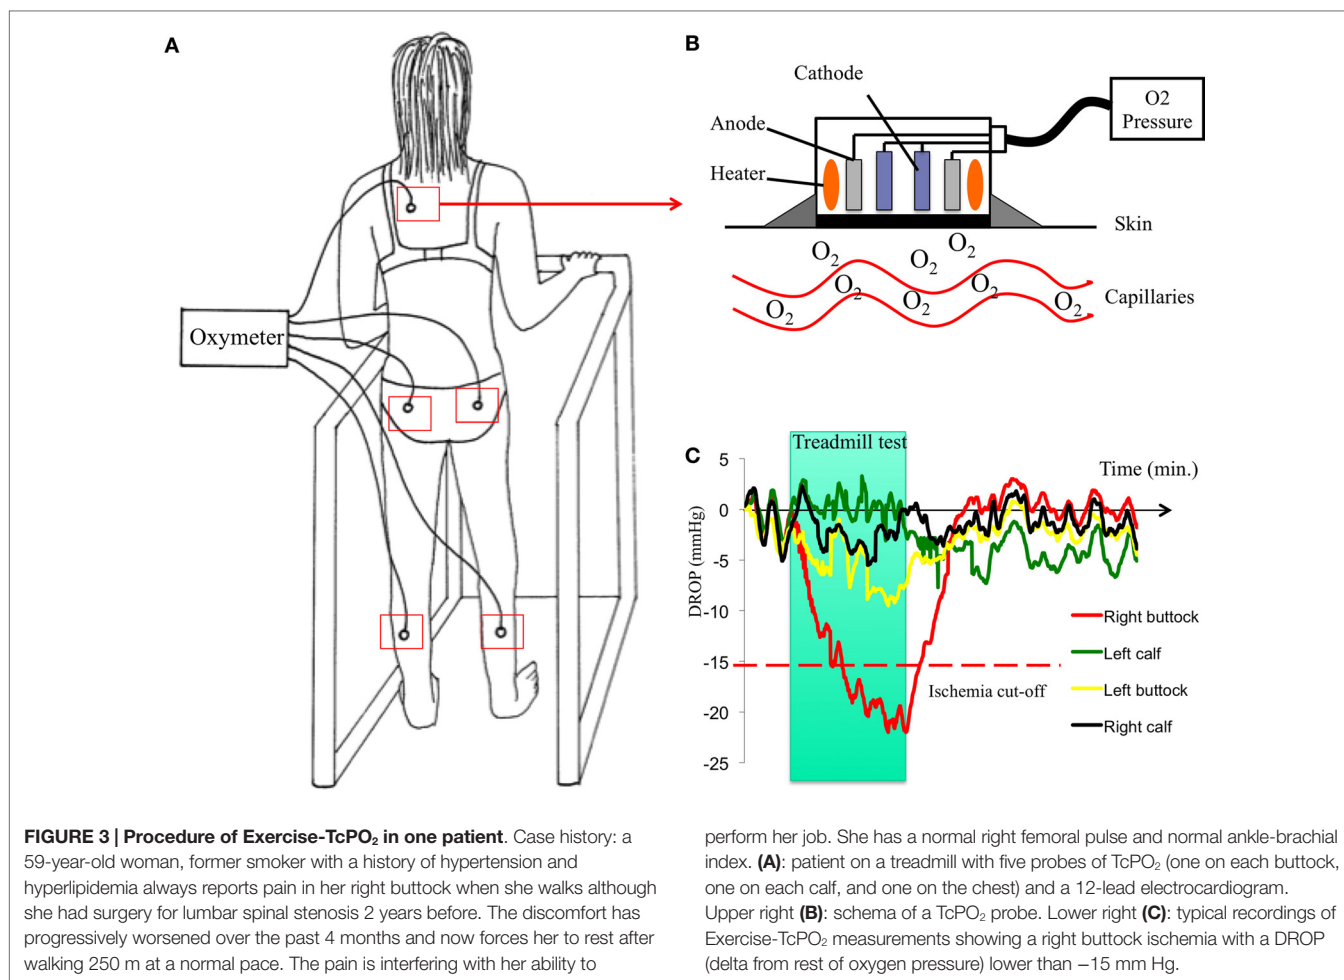 A
Oxymeter
B
Cathode
Anode
Heater
O2
Pressure
Skin
O₂
O₂
O₂
O₂
O₂
O₂
O₂
O₂
Capillaries
C
Treadmill test
Time (min.)
DROP (mmHg)
5
0
-5
-10
-15
-20
-25
Ischemia cut-off
Right buttock
Left calf
Left buttock
Right calf
FIGURE 3 | Procedure of Exercise-TcPO₂ in one patient. Case history: a
59-year-old woman, former smoker with a history of hypertension and
hyperlipidemia always reports pain in her right buttock when she walks although
she had surgery for lumbar spinal stenosis 2 years before. The discomfort has
progressively worsened over the past 4 months and now forces her to rest after
walking 250 m at a normal pace. The pain is interfering with her ability to
perform her job. She has a normal right femoral pulse and normal ankle-brachial
index. (A): patient on a treadmill with five probes of TcPO₂ (one on each buttock,
one on each calf, and one on the chest) and a 12-lead electrocardiogram.
Upper right (B): schema of a TcPO₂ probe. Lower right (C): typical recordings of
Exercise-TcPO₂ measurements showing a right buttock ischemia with a DROP
(delta from rest of oxygen pressure) lower than −15 mm Hg.